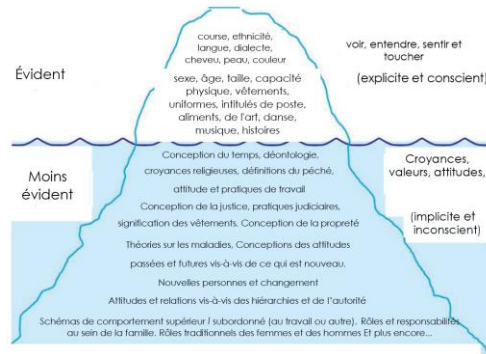 course, ethnicité,
langue, dialecte,
cheveu, peau, couleur
voir, entendre, sentir et
toucher
Évident
(explicite et conscient)
sexe, âge, taille, capacité
physique, vêtements,
uniformes, intitulés de poste,
aliments, de l'art, danse,
musique, histoires
Conception du temps, déontologie,
croyances religieuses, définitions du péché,
attitude et pratiques de travail
Croyances,
valeurs, attitudes,
Moins
évident
(implicite et
inconscient)
Conception de la justice, pratiques judiciaires,
signification des vêtements. Conception de la propreté
Théories sur les maladies, Conceptions des attitudes
passées et futures vis-à-vis de ce qui est nouveau.
Nouvelles personnes et changement
Attitudes et relations vis-à-vis des hiérarchies et de l'autorité
Schémas de comportement supérieur / subordonné (au travail ou autre). Rôles et responsabilités
au sein de la famille. Rôles traditionnels des femmes et des hommes Et plus encore...